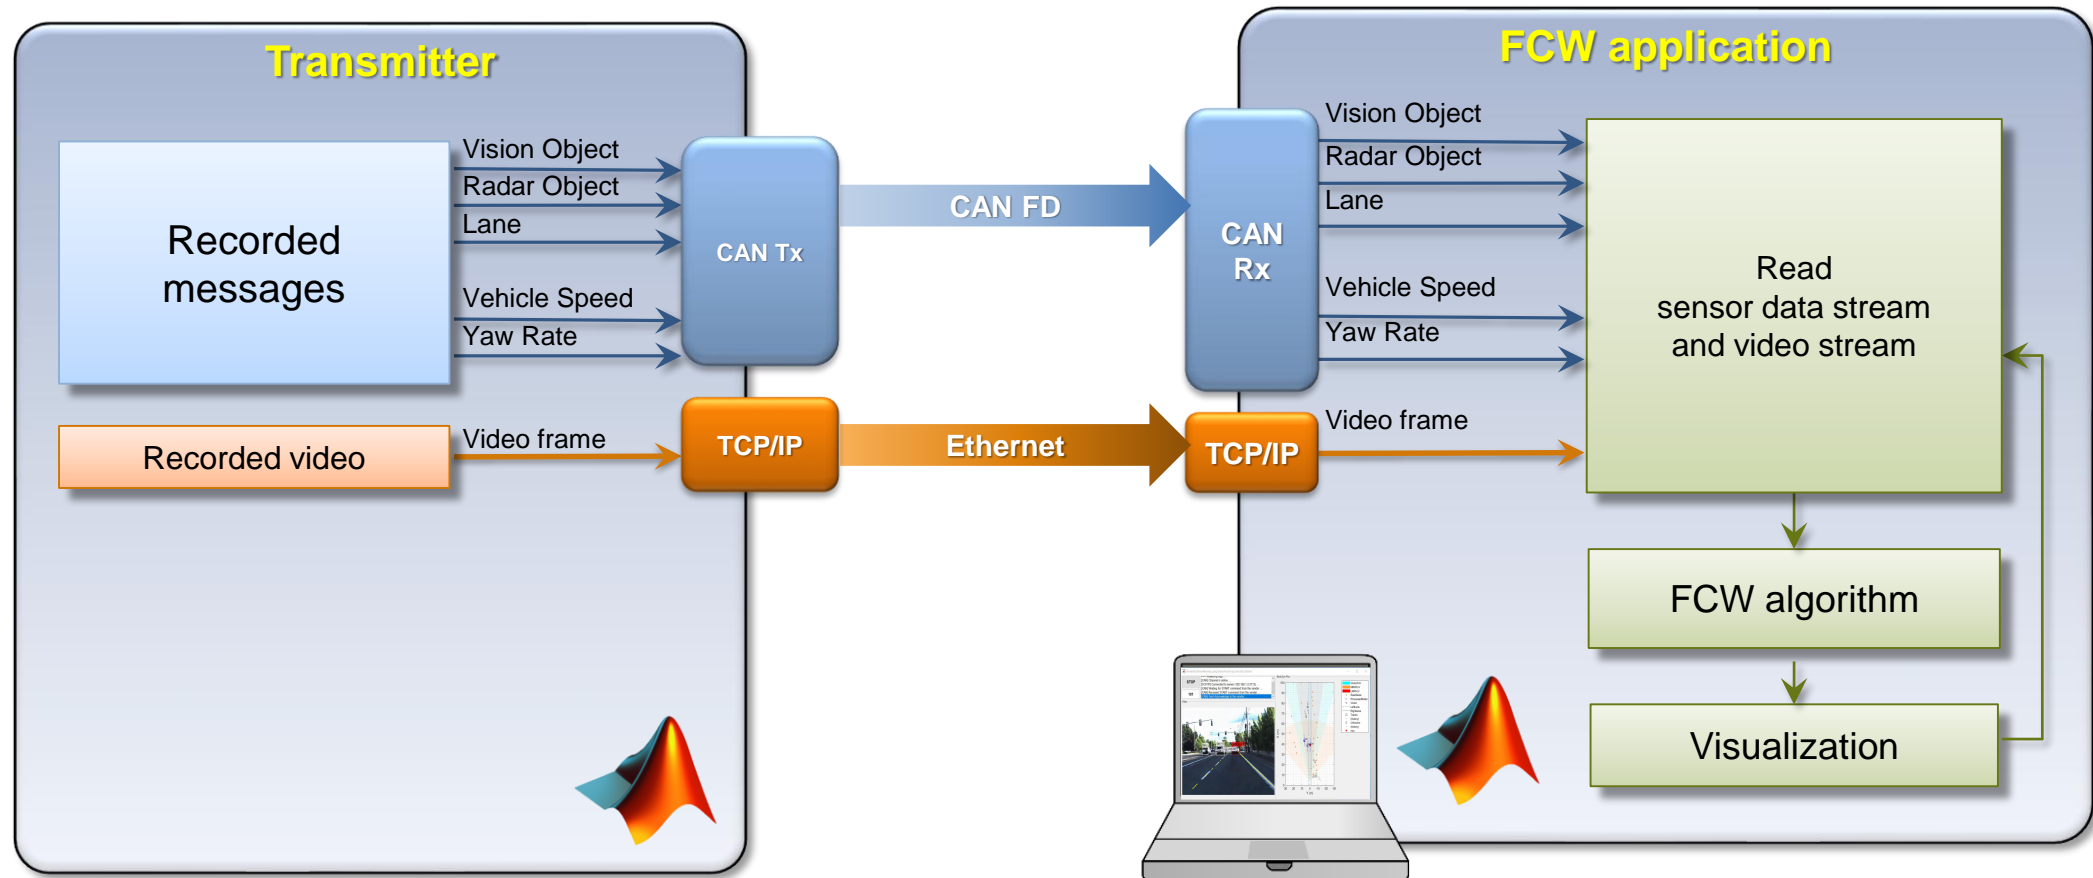 Transmitter
Recorded
messages
Vision Object
Radar Object
Lane
Vehicle Speed
Yaw Rate
CAN Tx
Recorded video
Video frame
TCP/IP
CAN FD
Ethernet
FCW application
CAN
Rx
Vision Object
Radar Object
Lane
Vehicle Speed
Yaw Rate
TCP/IP
Video frame
Read
sensor data stream
and video stream
FCW algorithm
Visualization
STOP